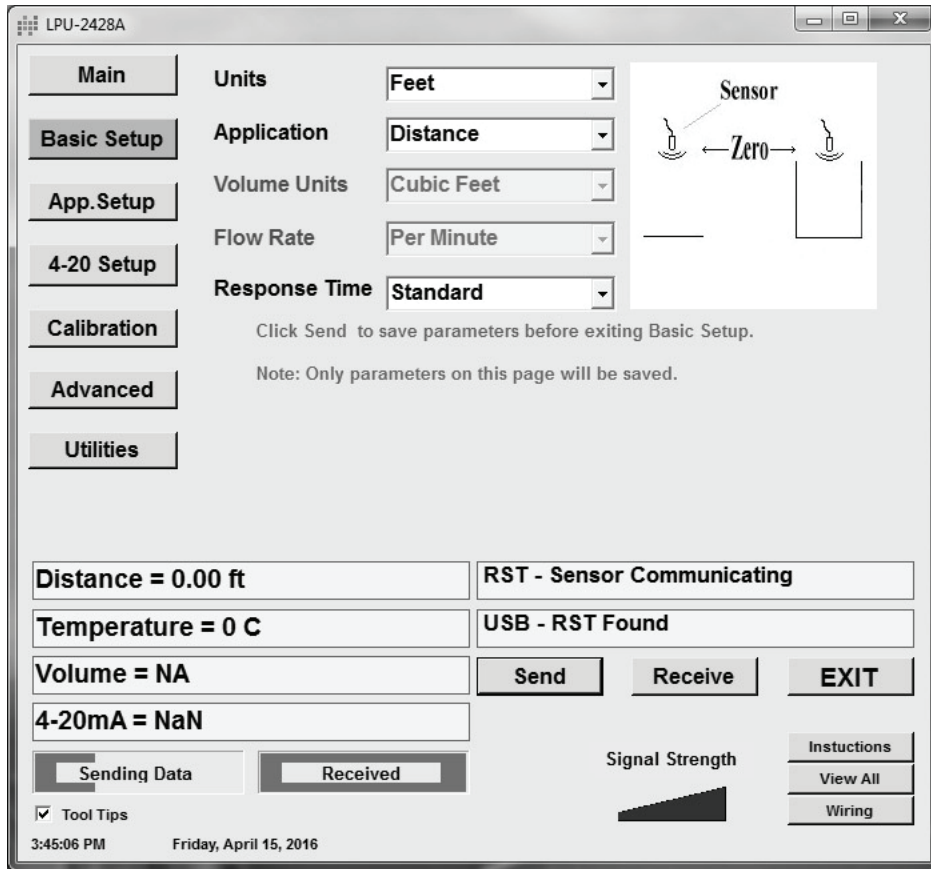 LPU-2428A
Main
Basic Setup
App.Setup
4-20 Setup
Calibration
Advanced
Utilities
Units Feet
Application Distance
Volume Units Cubic Feet
Flow Rate Per Minute
Response Time Standard
Sensor
Zero
Click Send to save parameters before exiting Basic Setup.
Note: Only parameters on this page will be saved.
Distance = 0.00 ft
Temperature = 0 C
Volume = NA
4-20mA = NaN
RST - Sensor Communicating
USB - RST Found
Send Receive EXIT
Sending Data Received
Signal Strength
Instuctions
View All
Wiring
Tool Tips
3:45:06 PM Friday, April 15, 2016